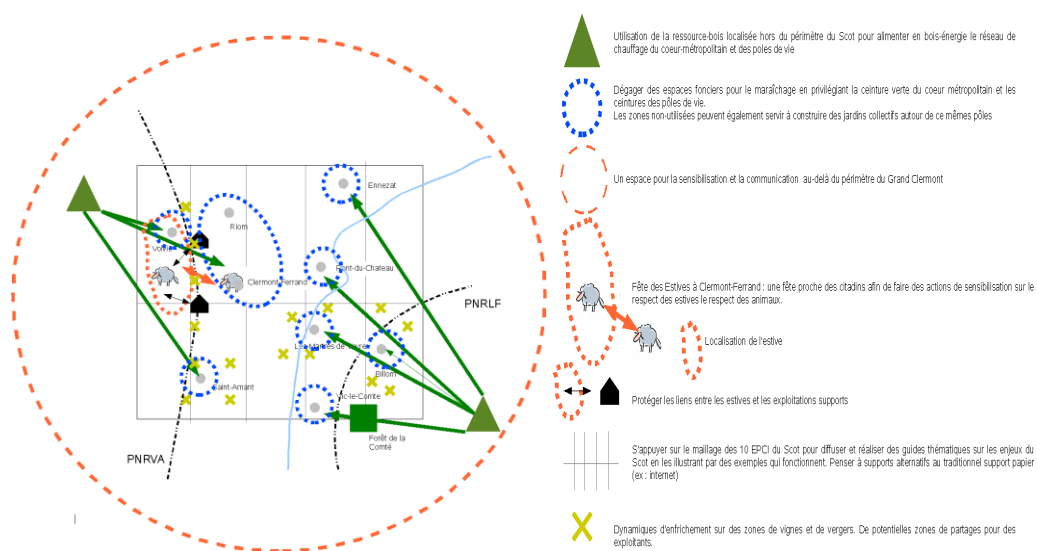 Ennezat
Riom
Volvic
Clermont-Ferrand
Pont-du-Chateau
PNRLF
Les Martres de Veyre
Billom
Saint-Amant
Vic-le-Comte
Forêt de la
Comté
PNRVA
Utilisation de la ressource-bois localisée hors du périmètre du Scot pour alimenter en bois-énergie le réseau de
chauffage du coeur-métropolitain et des poles de vie
Dégager des espaces fonciers pour le maraîchage en privilégiant la ceinture verte du coeur métropolitain et les
ceintures des pôles de vie.
Les zones non-utilisées peuvent également servir à construire des jardins collectifs autour de ce mêmes pôles
Un espace pour la sensibilisation et la communication au-delà du périmètre du Grand Clermont
Fête des Estives à Clermont-Ferrand : une fête proche des citadins afin de faire des actions de sensibilisation sur le
respect des estives le respect des animaux.
Localisation de l'estive
Protéger les liens entre les estives et les exploitations supports
S'appuyer sur le maillage des 10 EPCI du Scot pour diffuser et réaliser des guides thématiques sur les enjeux du
Scot en les illustrant par des exemples qui fonctionnent. Penser à supports alternatifs au traditionnel support papier
(ex : internet)
Dynamiques d'enfrichement sur des zones de vignes et de vergers. De potentielles zones de partages pour des
exploitants.